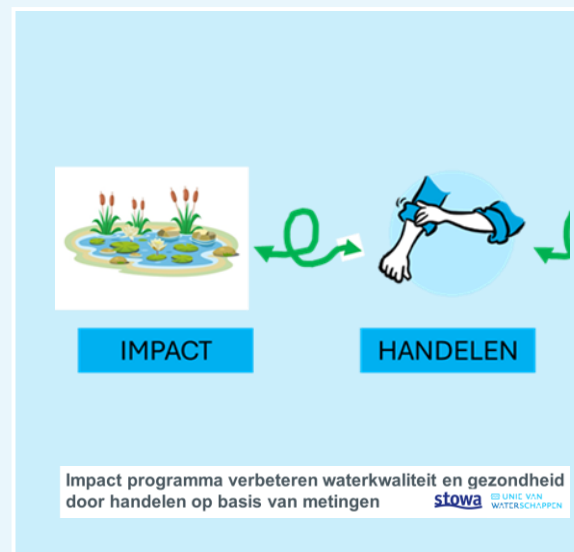 IMPACT
HANDELEN
Impact programma verbeteren waterkwaliteit en gezondheid
door handelen op basis van metingen
stowa
UNIE VAN
WATERSCHAPPEN